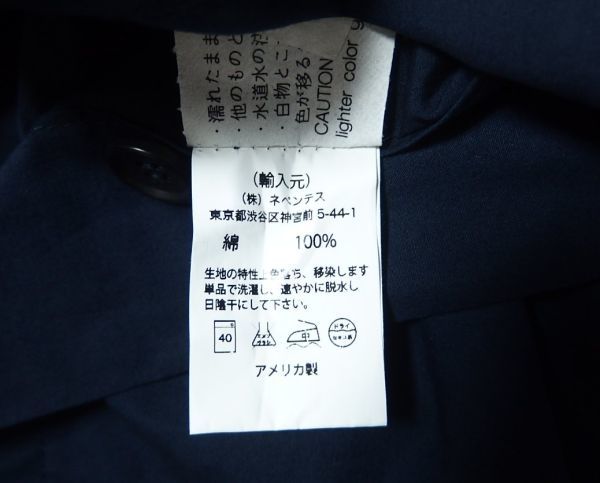 ・濡れたまま
・他のものと
・水道水の
・白物とこ
色が移る
CAUTION
lighter color g
(輸入元)
(株) ネペンテス
東京都渋谷区神宮前 5-44-1
綿 100%
生地の特性上色落ち、移染します
単品で洗濯し、速やかに脱水し
日陰干にして下さい。
40
ドライ
アメリカ製